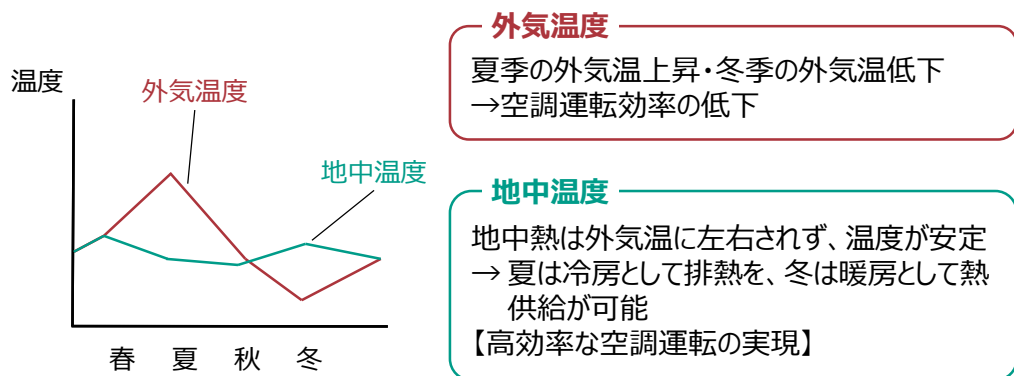 温度
外気温度
地中温度
春 夏 秋 冬
外気温度
夏季の外気温上昇・冬季の外気温低下
→空調運転効率の低下
地中温度
地中熱は外気温に左右されず、温度が安定
→ 夏は冷房として排熱を、冬は暖房として熱
供給が可能
【高効率な空調運転の実現】